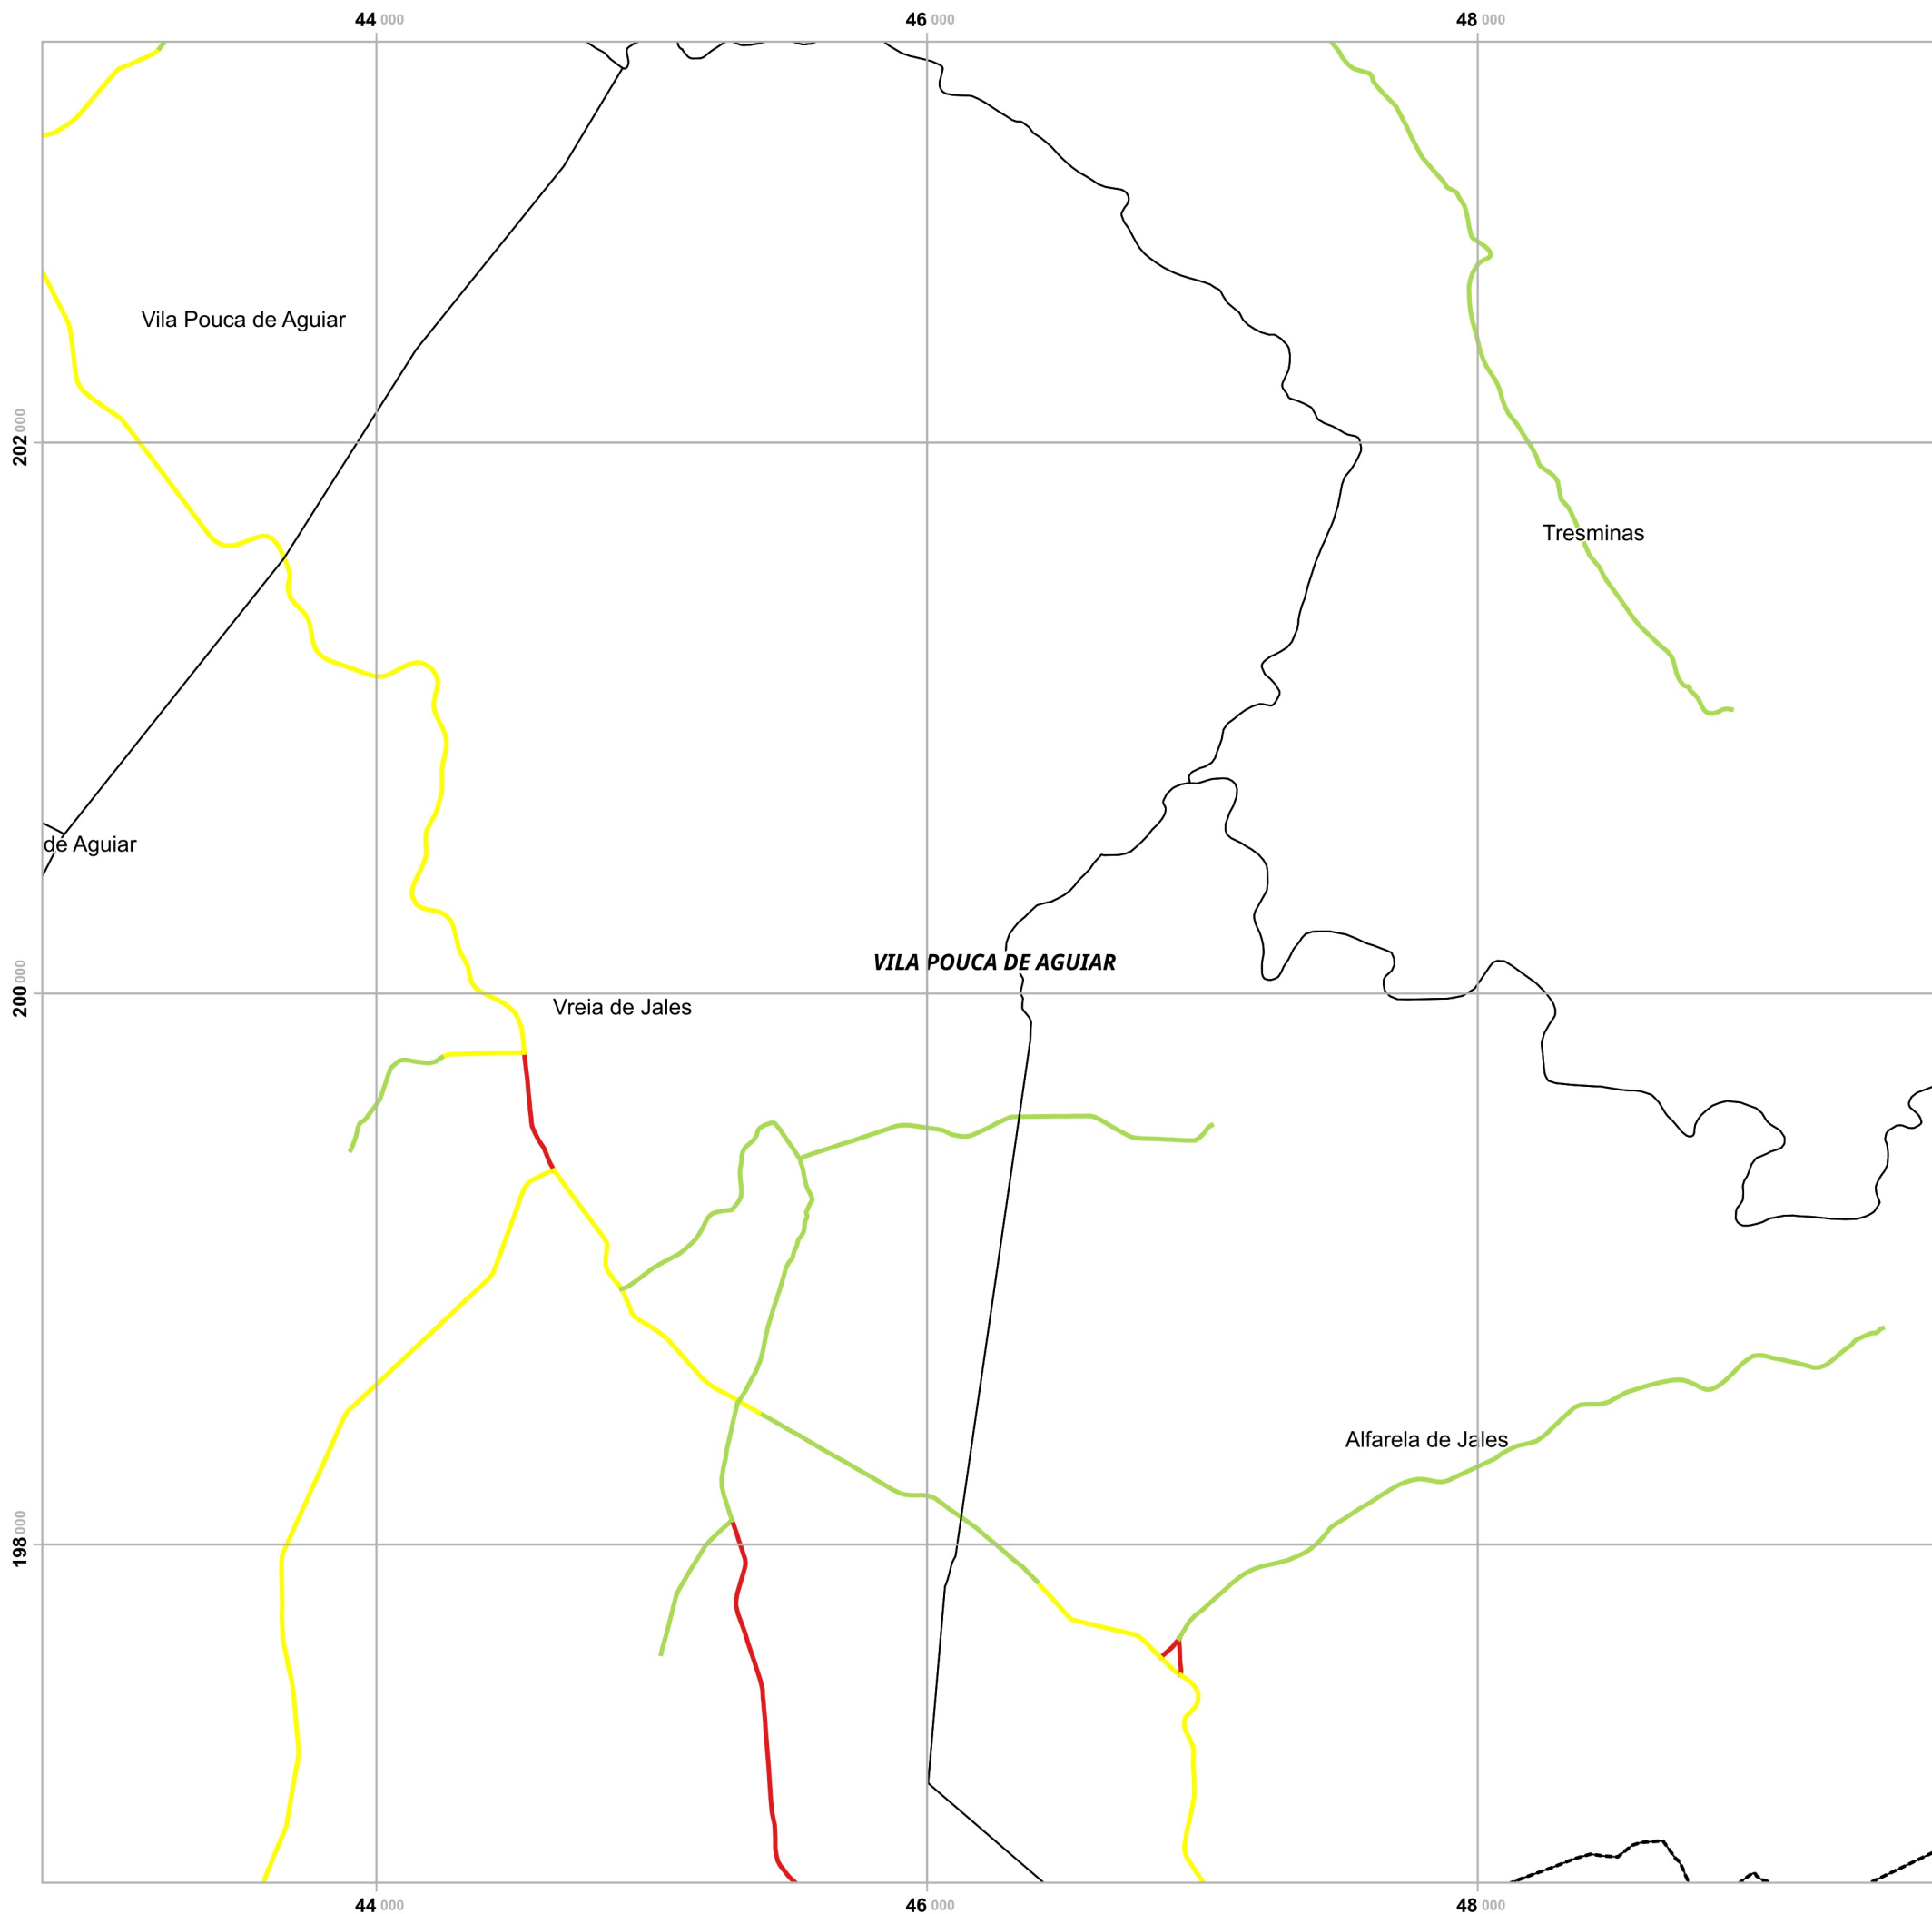 44 000
46 000
48 000
Vila Pouca de Aguiar
202 000
Tresminas
de Aguiar
VILA POUCA DE AGUIAR
200 000
Vreia de Jales
Alfarela de Jales
198 000
44 000
46 000
48 000